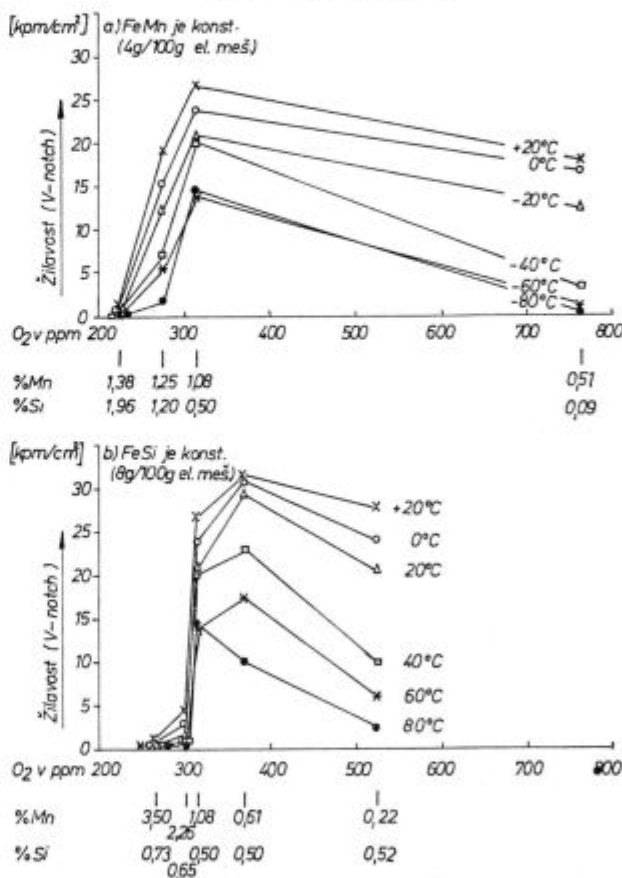 [kpm/cm²] a) FeMn je konst.
(4g/100g el. meš.)
30
25
20
15
10
5
0
Žilavost (V-notch)
+20°C
0°C
-20°C
-40°C
-60°C
-80°C
O₂ v ppm 200 300 400 500 600 700 800
%Mn 1,38 1,25 1,08 0,51
%Si 1,96 1,20 0,50 0,09
[kpm/cm²] b) FeSi je konst.
(8g/100g el. meš.)
30
25
20
15
10
5
0
Žilavost (V-notch)
+20°C
0°C
20°C
40°C
60°C
80°C
O₂ v ppm 200 300 400 500 600 700 800
%Mn 3,50 1,08 0,61 0,22
2,26
%Si 0,73 0,50 0,50 0,52
0,65